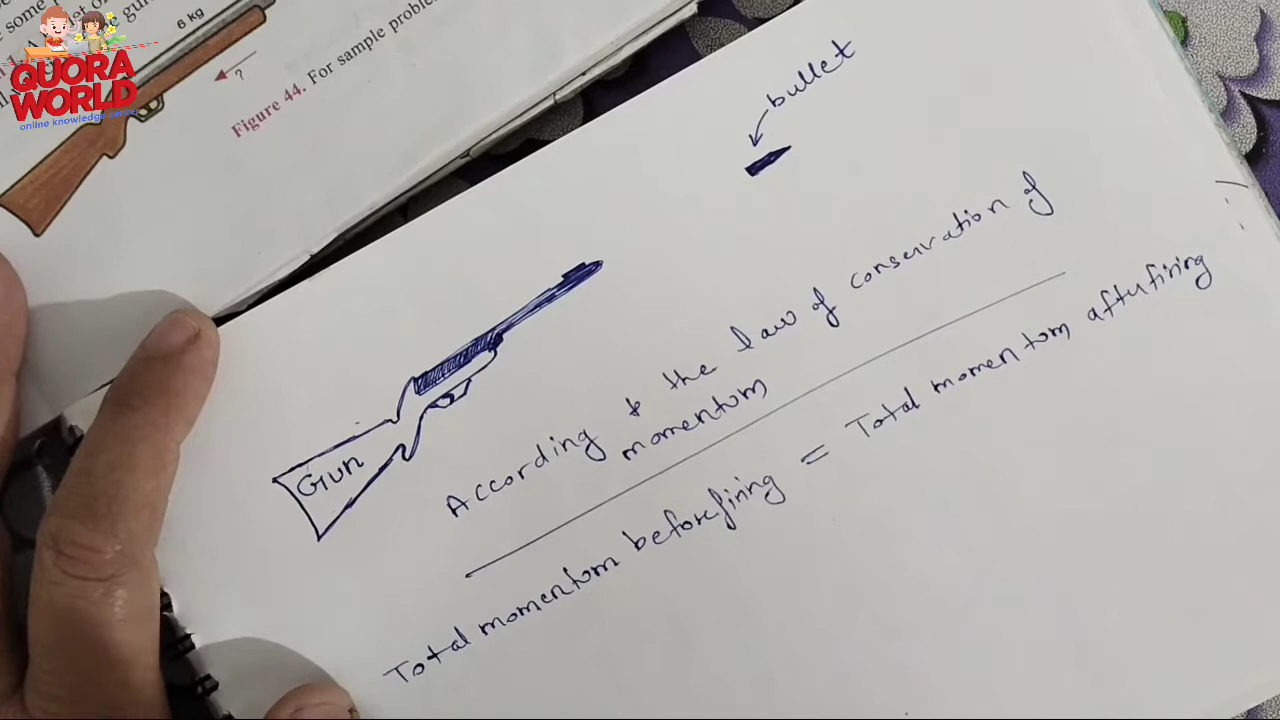 6 kg
?
Figure 44. For sample proble
QUORA
WORLD
online knowledge center
bullet
Gun
According to the law of conservation of
momentum
Total momentum before firing = Total momentum after firing